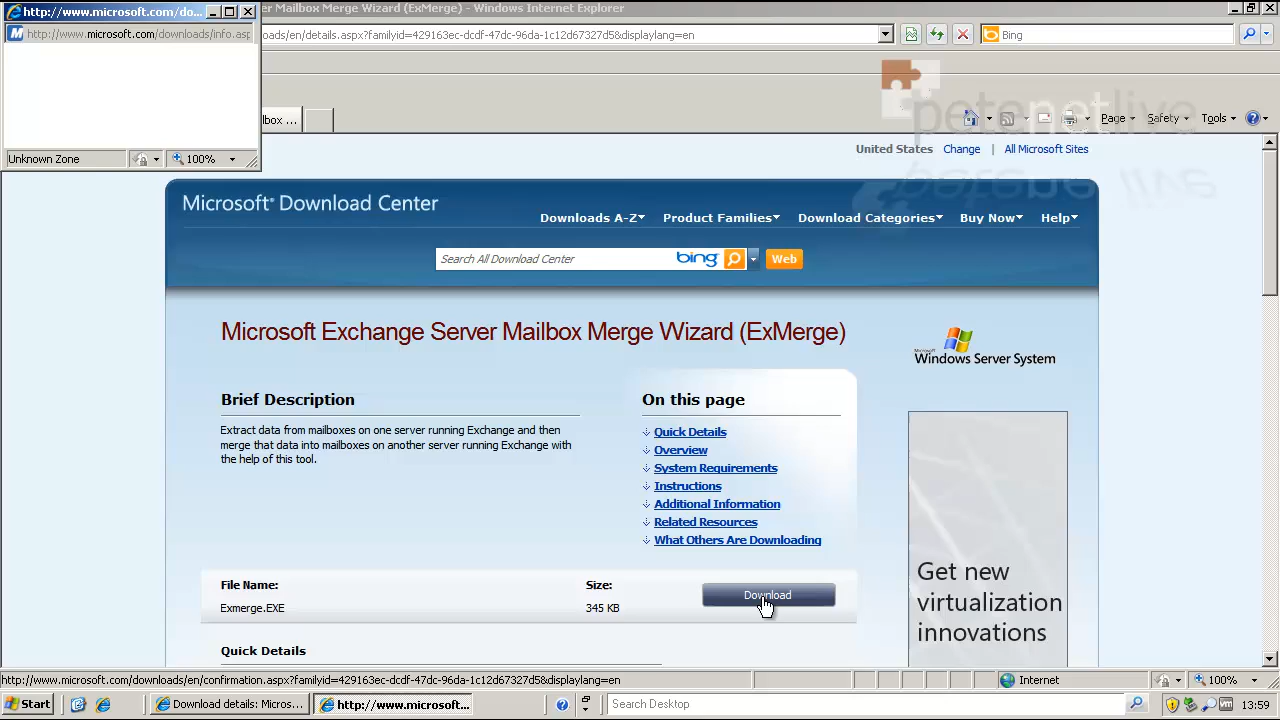 http://www.microsoft.com/do...
er Mailbox Merge Wizard (ExMerge) - Windows Internet Explorer
http://www.microsoft.com/downloads/info.asp
oads/en/details.aspx?familyid=429163ec-dcdf-47dc-96da-1c12d67327d5&displaylang=en
Bing
lbox ...
petenetlive
Page
Safety
Tools
Unknown Zone
100%
United States Change | All Microsoft Sites
Microsoft Download Center
Downloads A-Z
Product Families
Download Categories
Buy Now
Help
Search All Download Center
bing
Web
Microsoft Exchange Server Mailbox Merge Wizard (ExMerge)
Microsoft
Windows Server System
Brief Description
Extract data from mailboxes on one server running Exchange and then
merge that data into mailboxes on another server running Exchange with
the help of this tool.
On this page
Quick Details
Overview
System Requirements
Instructions
Additional Information
Related Resources
What Others Are Downloading
File Name:
Size:
Exmerge.EXE
345 KB
Download
Get new
virtualization
innovations
Quick Details
http://www.microsoft.com/downloads/en/confirmation.aspx?familyid=429163ec-dcdf-47dc-96da-1c12d67327d5&displaylang=en
Internet
100%
Start
Download details: Micros...
http://www.microsoft...
Search Desktop
13:59